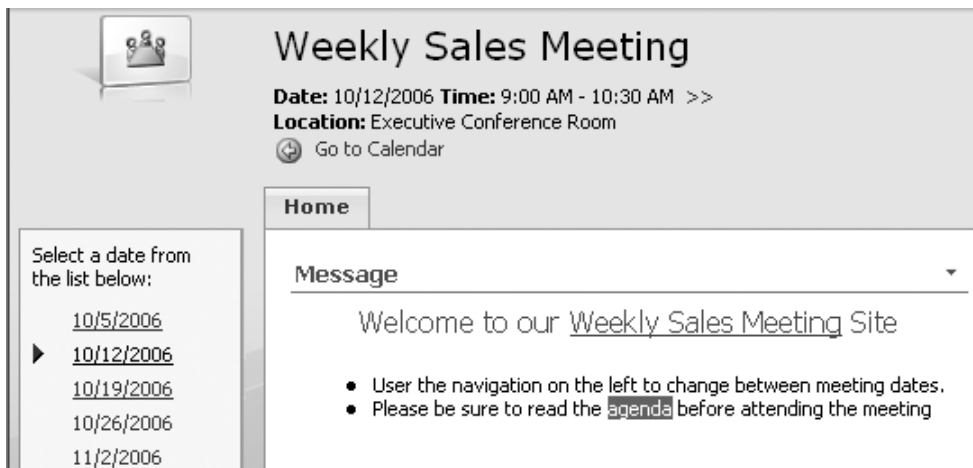 Weekly Sales Meeting
Date: 10/12/2006 Time: 9:00 AM - 10:30 AM >>
Location: Executive Conference Room
Go to Calendar
Home
Select a date from
the list below:
10/5/2006
10/12/2006
10/19/2006
10/26/2006
11/2/2006
Message
Welcome to our Weekly Sales Meeting Site
• User the navigation on the left to change between meeting dates.
• Please be sure to read the agenda before attending the meeting